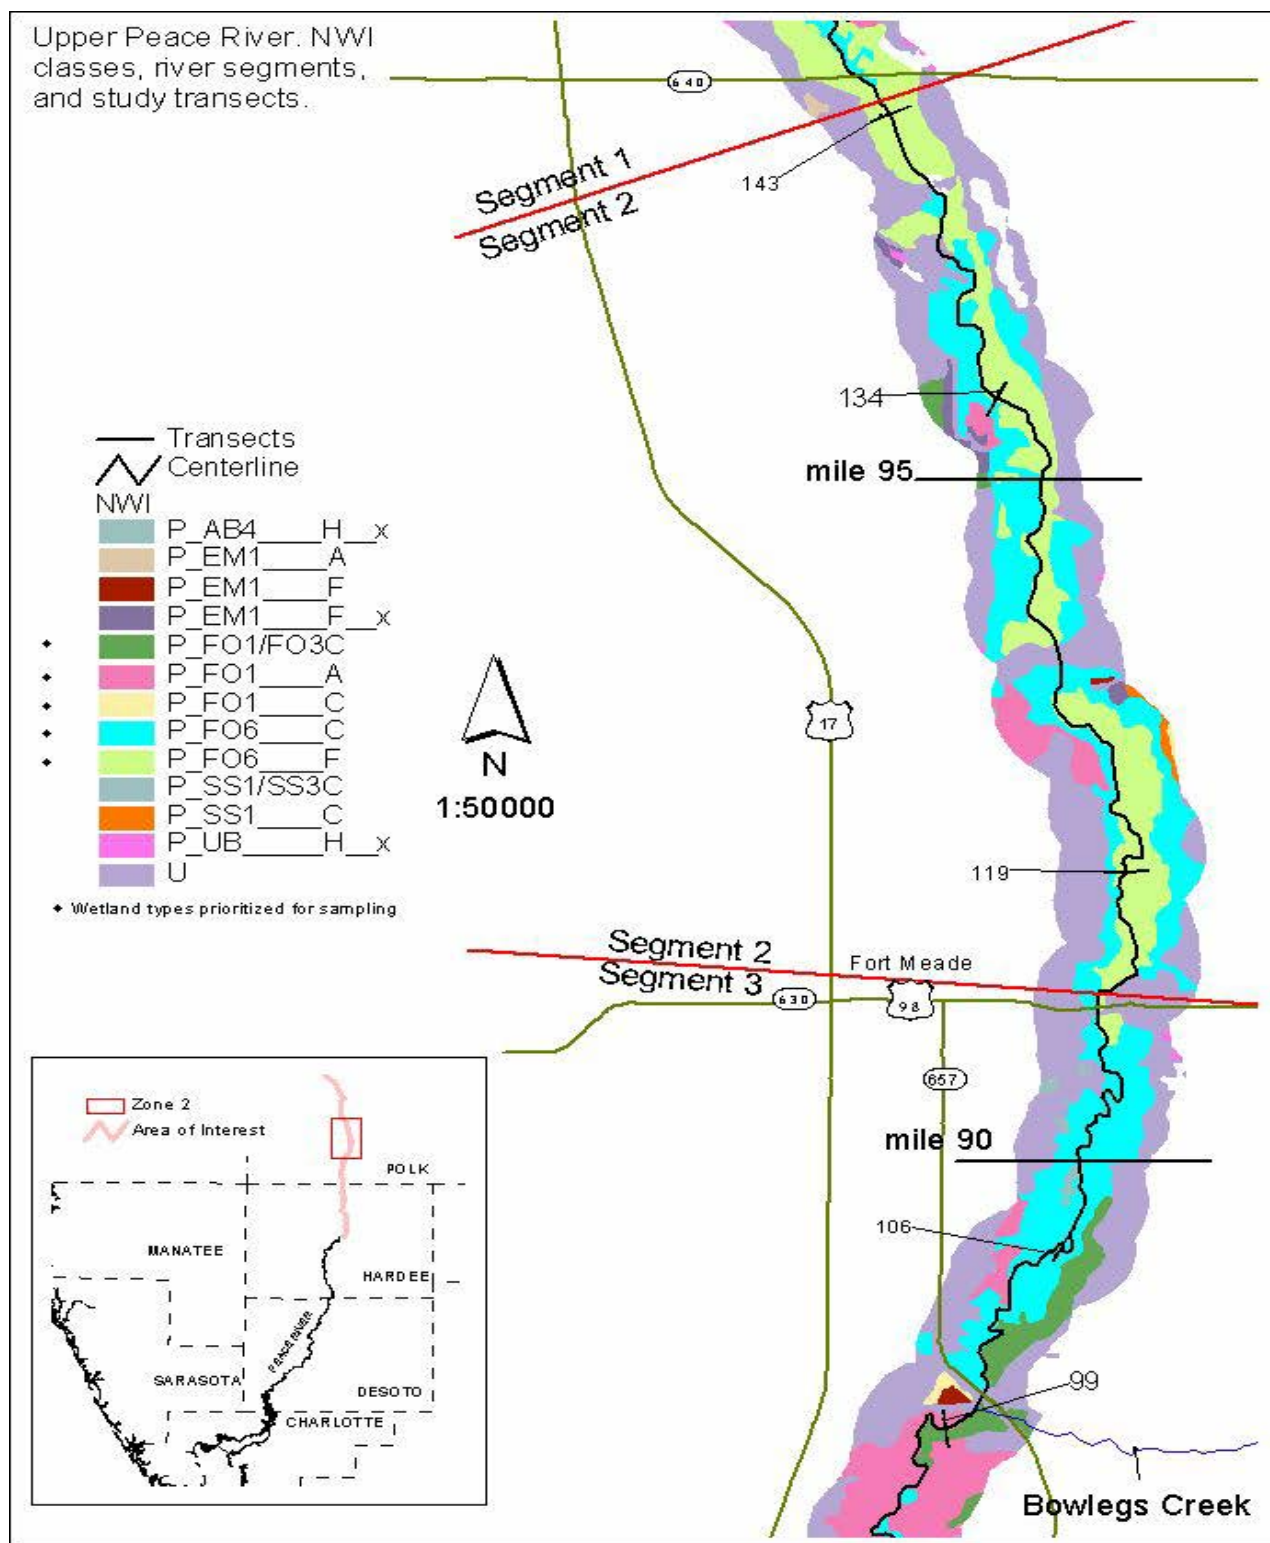 Upper Peace River. NWI
classes, river segments,
and study transects.
640
Segment 1
Segment 2
143
134
mile 95
Transects
Centerline
NWI
P_AB4____H__x
P_EM1____A
P_EM1____F
P_EM1____F__x
P_FO1/FO3C
P_FO1____A
P_FO1____C
P_FO6____C
P_FO6____F
P_SS1/SS3C
P_SS1____C
P_UB_____H__x
U
◆ Wetland types prioritized for sampling
N
1:50000
17
119
Segment 2
Segment 3
Fort Meade
630
98
657
mile 90
106
99
Bowlegs Creek
Zone 2
Area of Interest
POLK
MANATEE
HARDEE
PEACE RIVER
SARASOTA
DESOTO
CHARLOTTE